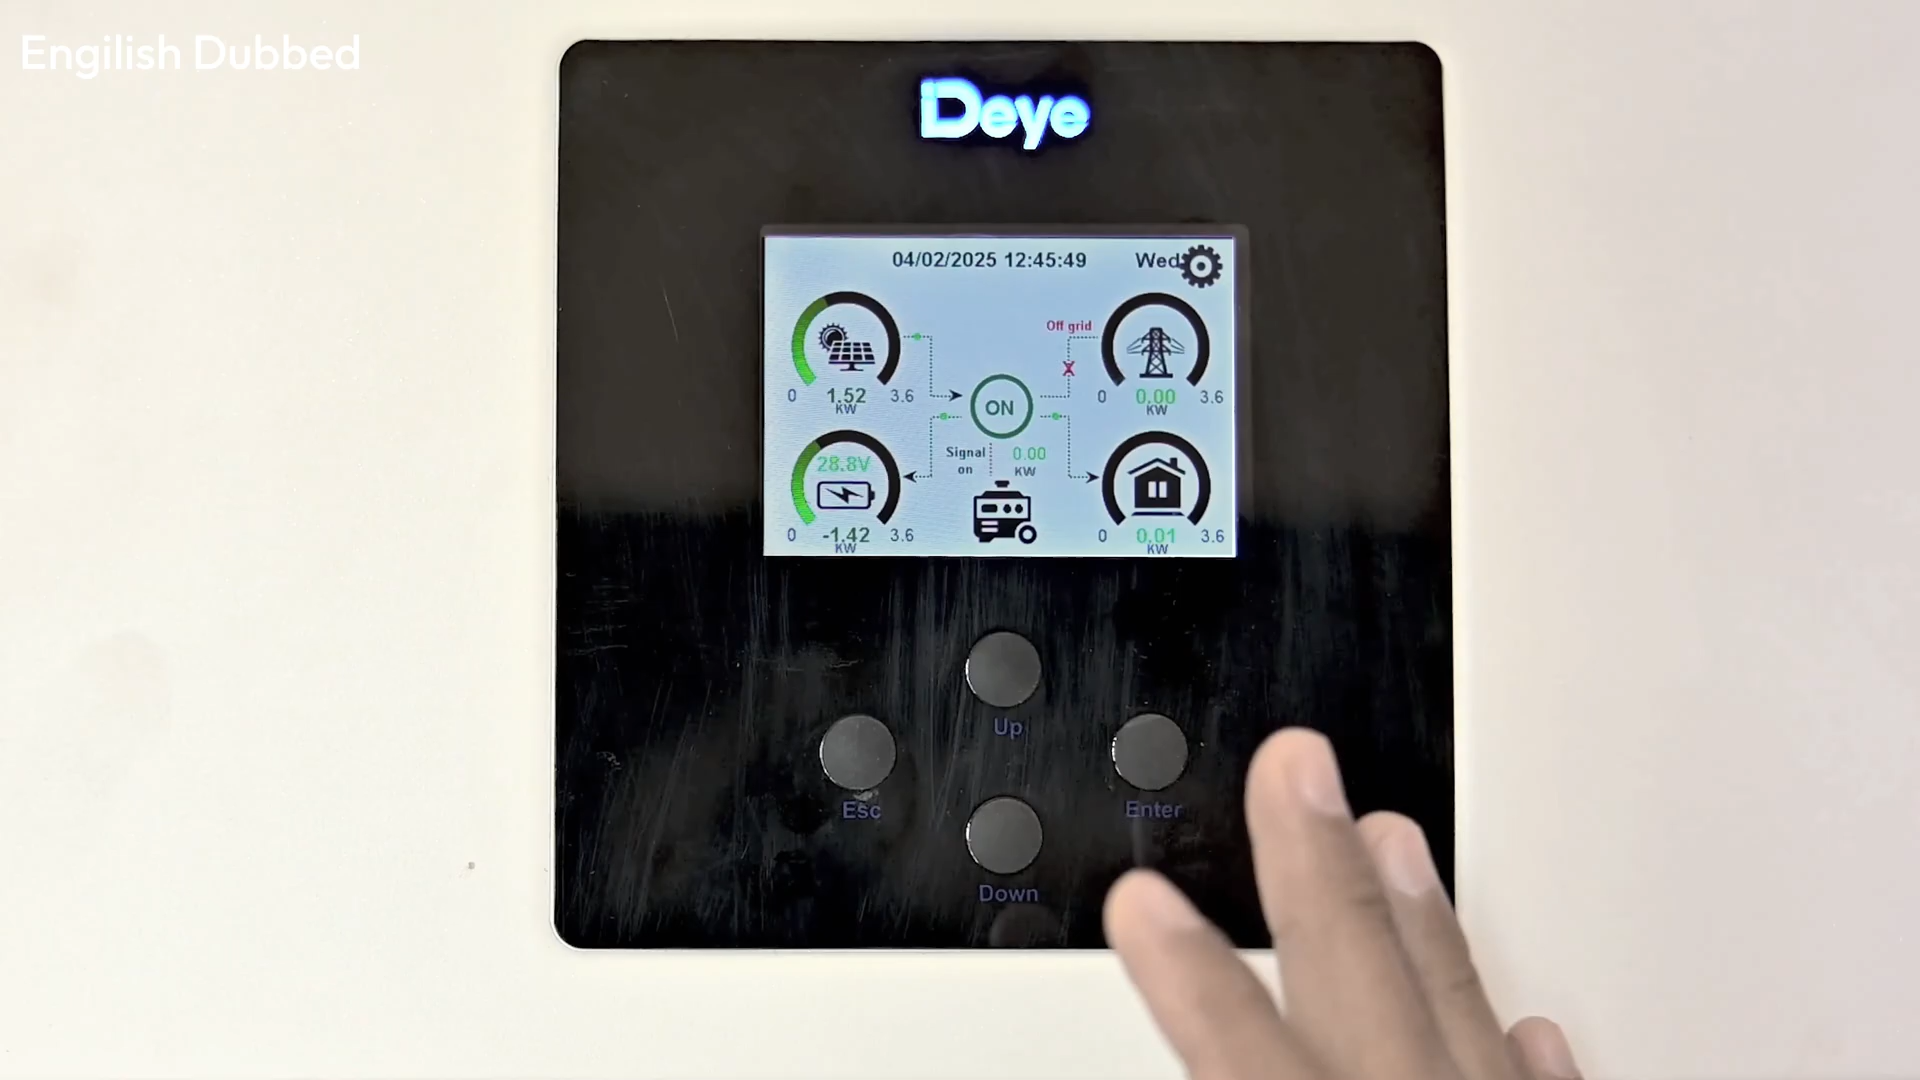 Engilish Dubbed
Deye
04/02/2025 12:45:49 Wed
Off grid
0 1.52 3.6
KW
0 0.00 3.6
KW
ON
28.8V
Signal on
0.00
KW
0 -1.42 3.6
KW
0 0.01 3.6
KW
Up
Esc
Enter
Down